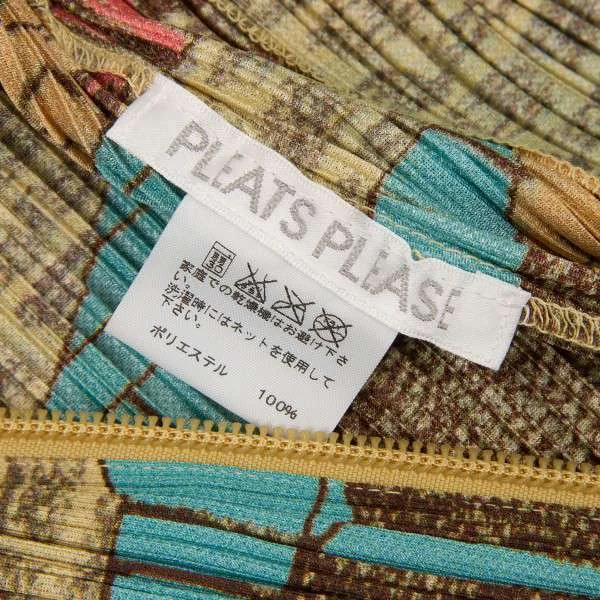 PLEATS PLEASE
家庭での乾燥機はお避け下さい。
洗濯時にはネットを使用して
下さい。
ポリエステル 100%